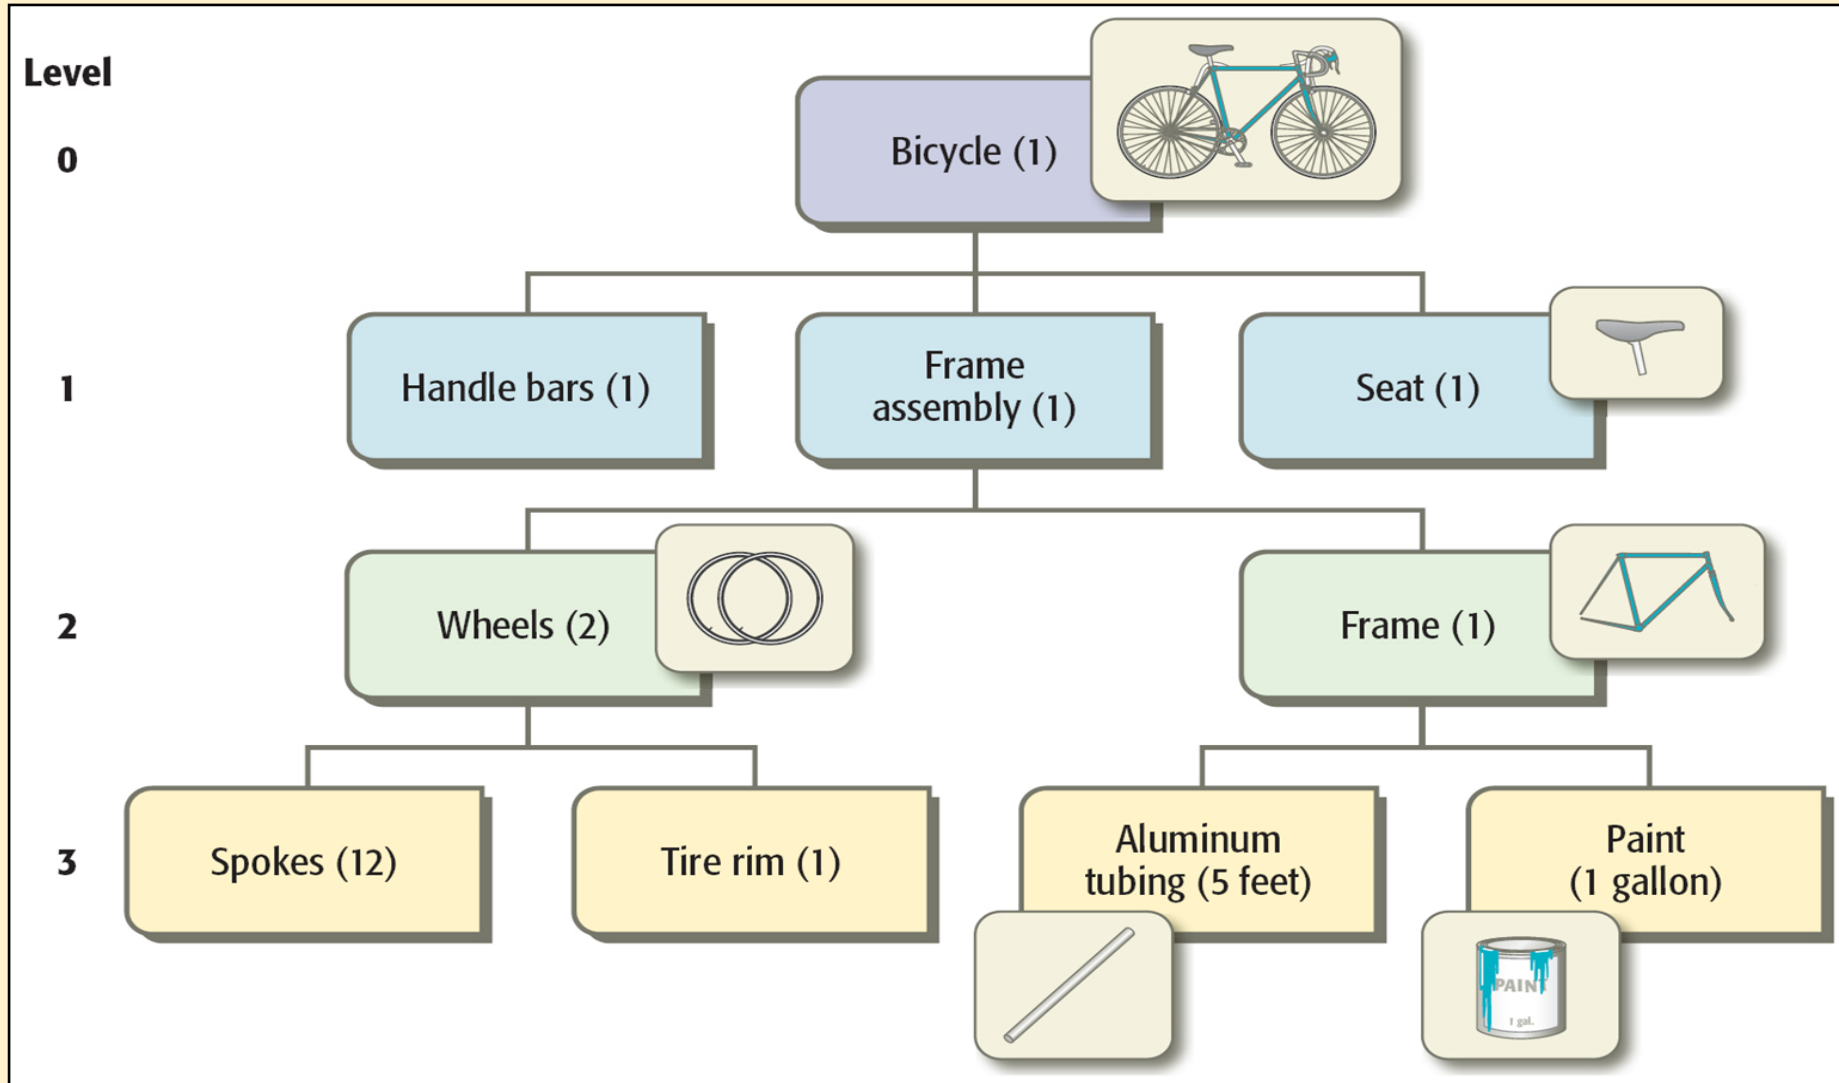 Level
0
Bicycle (1)
1
Handle bars (1)
Frame
assembly (1)
Seat (1)
2
Wheels (2)
Frame (1)
3
Spokes (12)
Tire rim (1)
Aluminum
tubing (5 feet)
Paint
(1 gallon)
PAINT
1 gal.